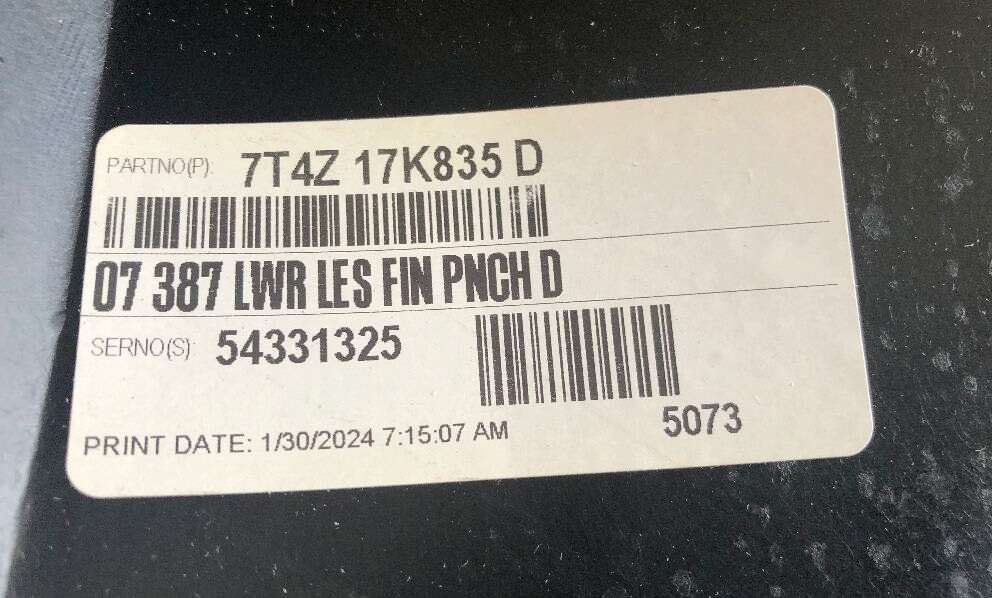 PARTNO(P): 7T4Z 17K835 D
07 387 LWR LES FIN PNCH D
SERNO(S): 54331325
5073
PRINT DATE: 1/30/2024 7:15:07 AM